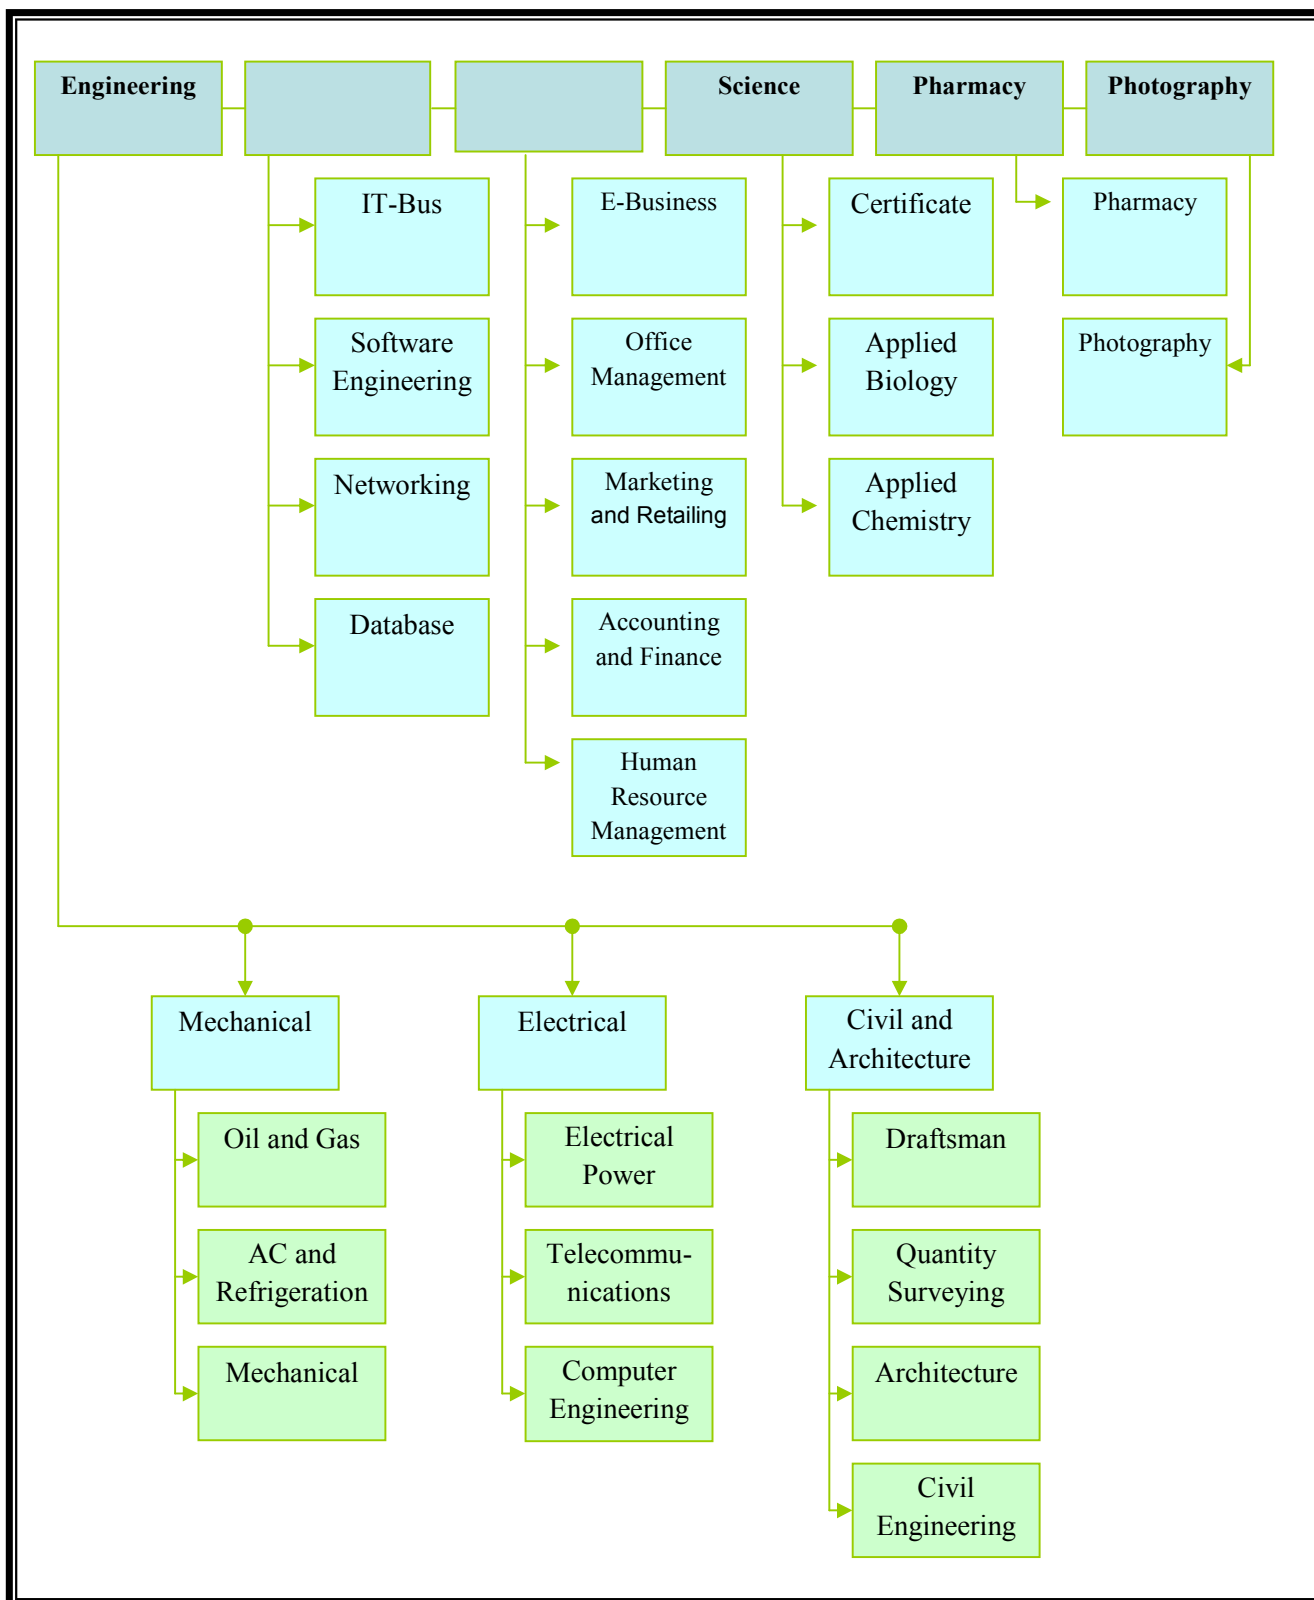 Engineering
Science
Pharmacy
Photography
IT-Bus
E-Business
Certificate
Pharmacy
Software
Engineering
Office
Management
Applied
Biology
Photography
Networking
Marketing
and Retailing
Applied
Chemistry
Database
Accounting
and Finance
Human
Resource
Management
Mechanical
Electrical
Civil and
Architecture
Oil and Gas
Electrical
Power
Draftsman
AC and
Refrigeration
Telecommu-
nications
Quantity
Surveying
Mechanical
Computer
Engineering
Architecture
Civil
Engineering